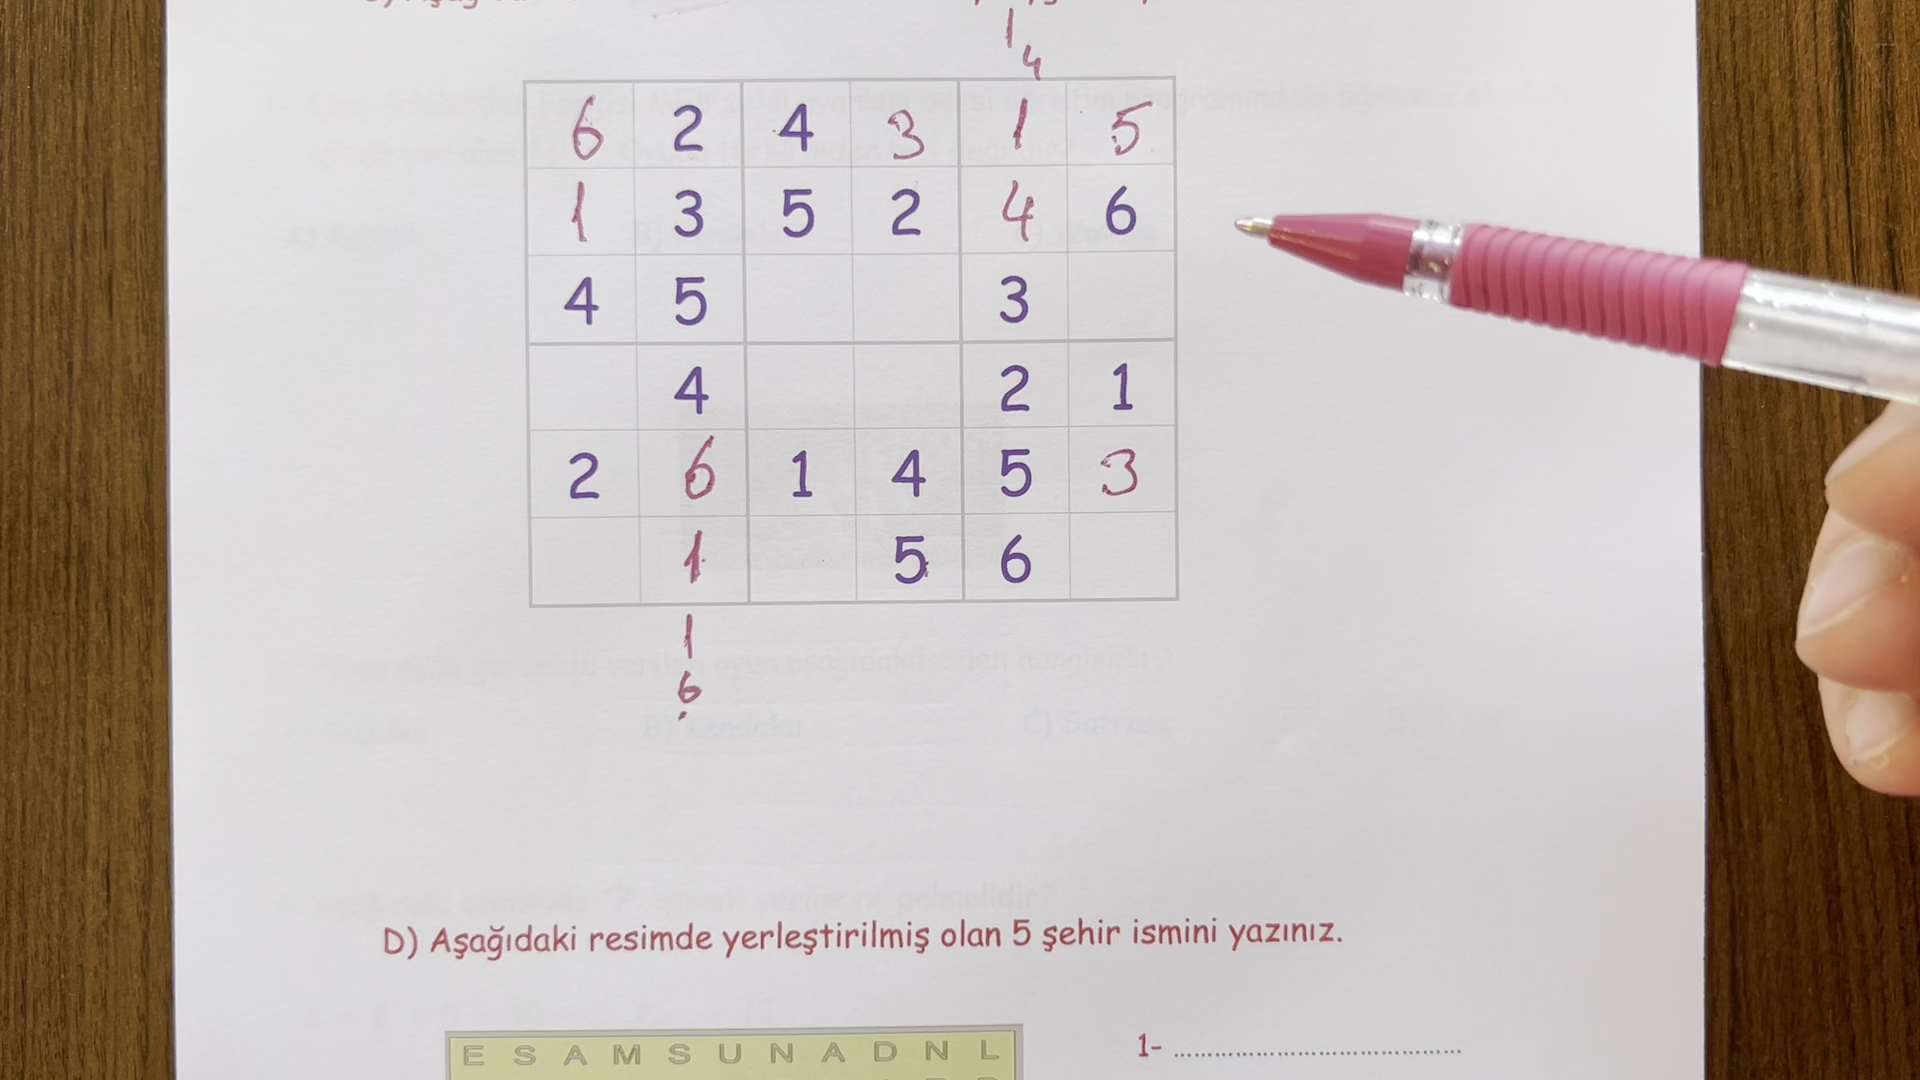 1
4
6 2 4 3 1 5
1 3 5 2 4 6
4 5 3
4 2 1
2 6 1 4 5 3
1 5 6
1
6
D) Aşağıdaki resimde yerleştirilmiş olan 5 şehir ismini yazınız.
E S A M S U N A D N L
1- ........................................